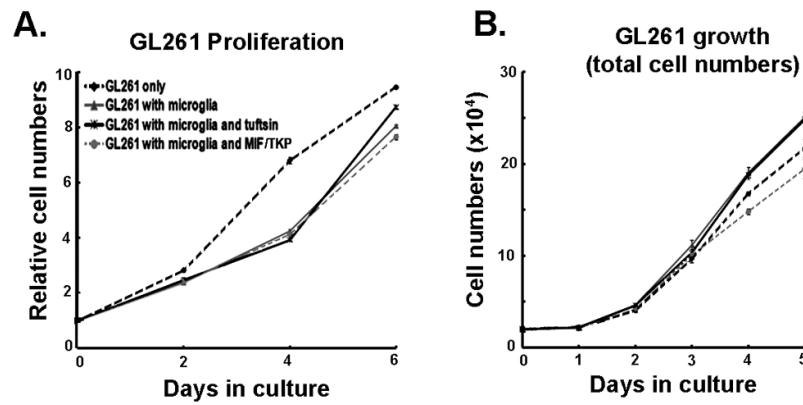 A.
GL261 Proliferation
Relative cell numbers
10
8
6
4
2
0
GL261 only
GL261 with microglia
GL261 with microglia and tuftsin
GL261 with microglia and MIF/TKP
0 2 4 6
Days in culture
B.
GL261 growth
(total cell numbers)
Cell numbers (x10⁴)
30
20
10
0
0 1 2 3 4 5
Days in culture